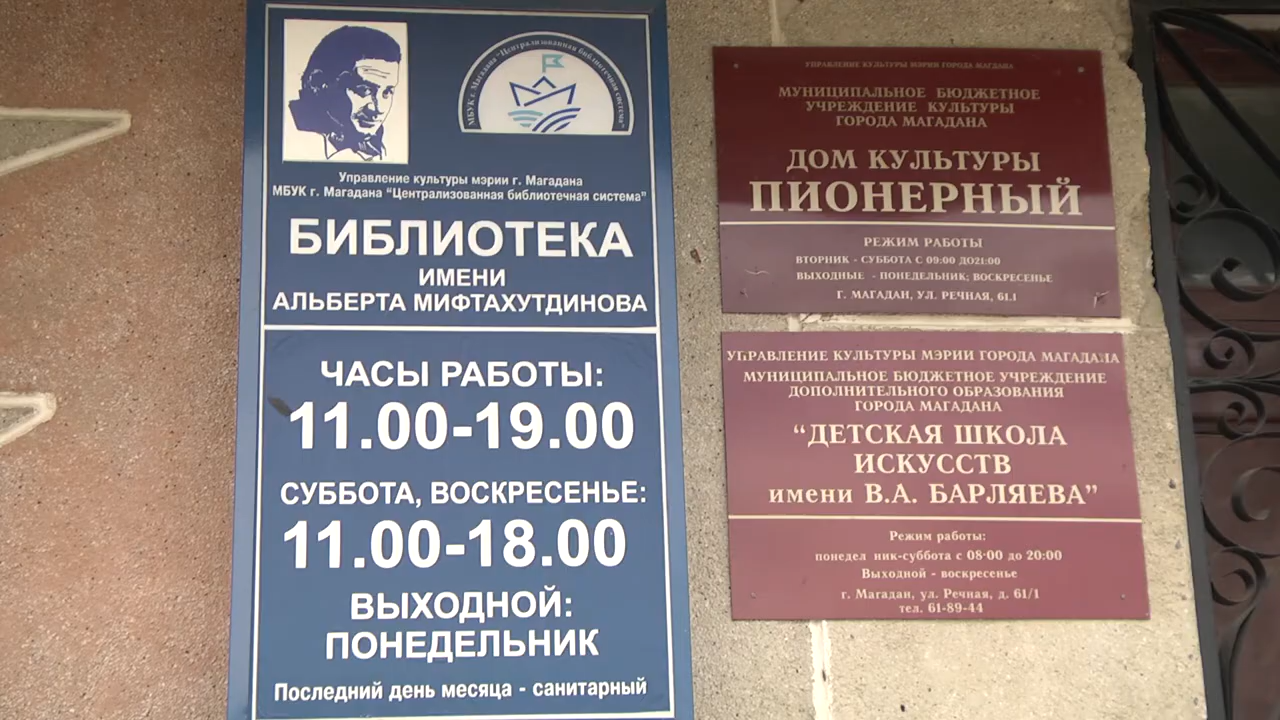 МБУК г. Магадана "Централизованная библиотечная система"
Управление культуры мэрии г. Магадана
МБУК г. Магадана "Централизованная библиотечная система"
БИБЛИОТЕКА
ИМЕНИ
АЛЬБЕРТА МИФТАХУТДИНОВА
ЧАСЫ РАБОТЫ:
11.00-19.00
СУББОТА, ВОСКРЕСЕНЬЕ:
11.00-18.00
ВЫХОДНОЙ:
ПОНЕДЕЛЬНИК
Последний день месяца - санитарный
УПРАВЛЕНИЕ КУЛЬТУРЫ МЭРИИ ГОРОДА МАГДАНА
МУНИЦИПАЛЬНОЕ БЮДЖЕТНОЕ
УЧРЕЖДЕНИЕ КУЛЬТУРЫ
ГОРОДА МАГАДАНА
ДОМ КУЛЬТУРЫ
ПИОНЕРНЫЙ
РЕЖИМ РАБОТЫ
ВТОРНИК - СУББОТА С 09:00 ДО21:00
ВЫХОДНЫЕ - ПОНЕДЕЛЬНИК; ВОСКРЕСЕНЬЕ
Г. МАГАДАН, УЛ. РЕЧНАЯ, 61.1
УПРАВЛЕНИЕ КУЛЬТУРЫ МЭРИИ ГОРОДА МАГАДАНА
МУНИЦИПАЛЬНОЕ БЮДЖЕТНОЕ УЧРЕЖДЕНИЕ
ДОПОЛНИТЕЛЬНОГО ОБРАЗОВАНИЯ
ГОРОДА МАГАДАНА
"ДЕТСКАЯ ШКОЛА
ИСКУССТВ
имени В.А. БАРЛЯЕВА"
Режим работы:
понедел ник-суббота с 08:00 до 20:00
Выходной - воскресенье
г. Магадан, ул. Речная, д. 61/1
тел. 61-89-44